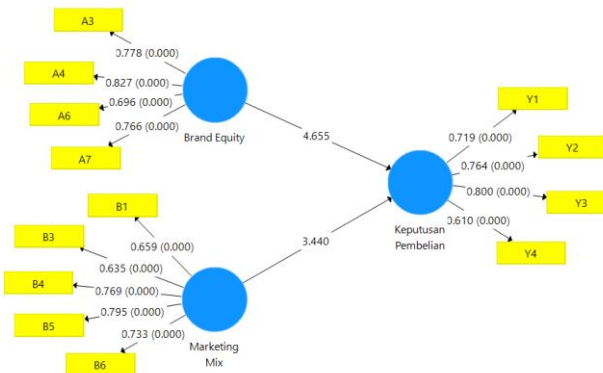 A3
0.778 (0.000)
A4
0.827 (0.000)
A6
0.696 (0.000)
A7
0.766 (0.000)
Brand Equity
4.655
B1
0.659 (0.000)
B3
0.635 (0.000)
B4
0.769 (0.000)
B5
0.795 (0.000)
B6
0.733 (0.000)
Marketing
Mix
3.440
Keputusan
Pembelian
Y1
0.719 (0.000)
Y2
0.764 (0.000)
Y3
0.800 (0.000)
Y4
0.610 (0.000)